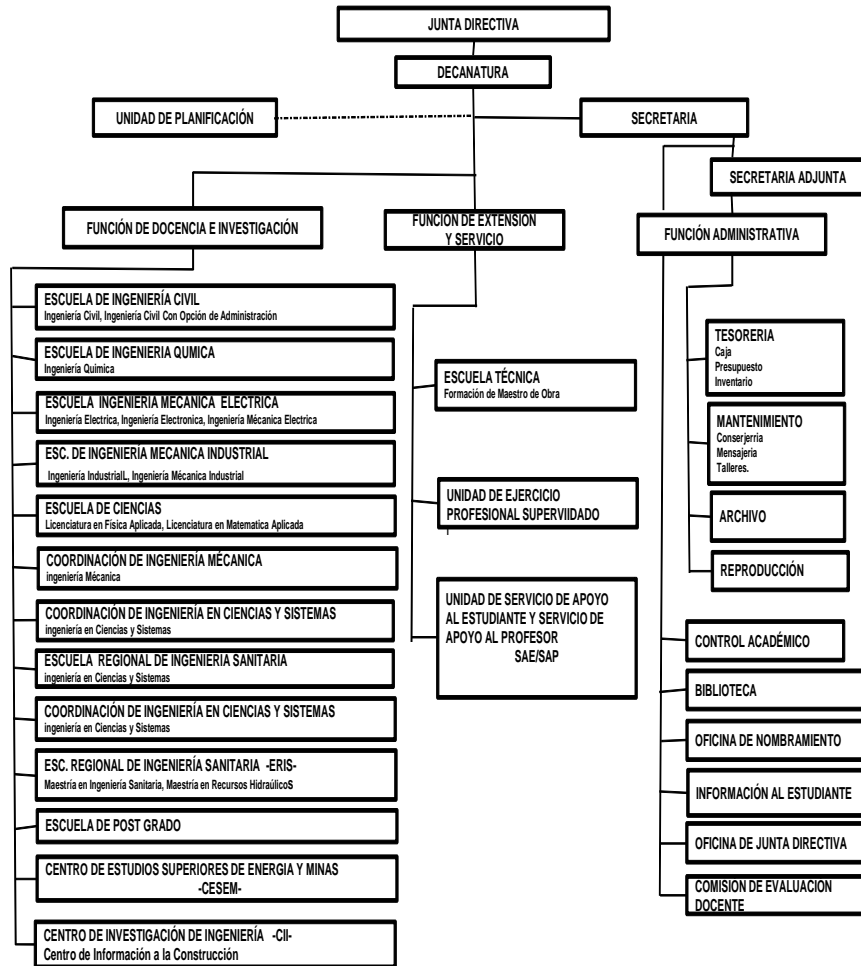 JUNTA DIRECTIVA
DECANATURA
UNIDAD DE PLANIFICACIÓN
SECRETARIA
SECRETARIA ADJUNTA
FUNCIÓN DE DOCENCIA E INVESTIGACIÓN
FUNCIÓN DE EXTENSIÓN
Y SERVICIO
FUNCIÓN ADMINISTRATIVA
ESCUELA DE INGENIERÍA CIVIL
Ingeniería Civil, Ingeniería Civil Con Opción de Administración
ESCUELA DE INGENIERIA QUMICA
Ingeniería Quimica
ESCUELA INGENIERIA MECANICA ELECTRICA
Ingeniería Electrica, Ingeniería Electronica, Ingeniería Mécanica Electrica
ESC. DE INGENIERÍA MECANICA INDUSTRIAL
Ingeniería IndustrialL, Ingeniería Mécanica Industrial
ESCUELA DE CIENCIAS
Licenciatura en Física Aplicada, Licenciatura en Matematica Aplicada
COORDINACIÓN DE INGENIERÍA MÉCANICA
ingeniería Mécanica
COORDINACIÓN DE INGENIERÍA EN CIENCIAS Y SISTEMAS
ingeniería en Ciencias y Sistemas
ESCUELA REGIONAL DE INGENIERIA SANITARIA
ingeniería en Ciencias y Sistemas
COORDINACIÓN DE INGENIERÍA EN CIENCIAS Y SISTEMAS
ingeniería en Ciencias y Sistemas
ESC. REGIONAL DE INGENIERÍA SANITARIA -ERIS-
Maestría en Ingeniería Sanitaria, Maestría en Recursos HidraúlicoS
ESCUELA DE POST GRADO
CENTRO DE ESTUDIOS SUPERIORES DE ENERGIA Y MINAS
-CESEM-
CENTRO DE INVESTIGACIÓN DE INGENIERÍA -CII-
Centro de Información a la Construcción
ESCUELA TÉCNICA
Formación de Maestro de Obra
UNIDAD DE EJERCICIO
PROFESIONAL SUPERVIIDADO
UNIDAD DE SERVICIO DE APOYO
AL ESTUDIANTE Y SERVICIO DE
APOYO AL PROFESOR
SAE/SAP
TESORERIA
Caja
Presupuesto
Inventario
MANTENIMIENTO
Conserjerria
Mensajeria
Talleres.
ARCHIVO
REPRODUCCIÓN
CONTROL ACADÉMICO
BIBLIOTECA
OFICINA DE NOMBRAMIENTO
INFORMACIÓN AL ESTUDIANTE
OFICINA DE JUNTA DIRECTIVA
COMISION DE EVALUACION
DOCENTE